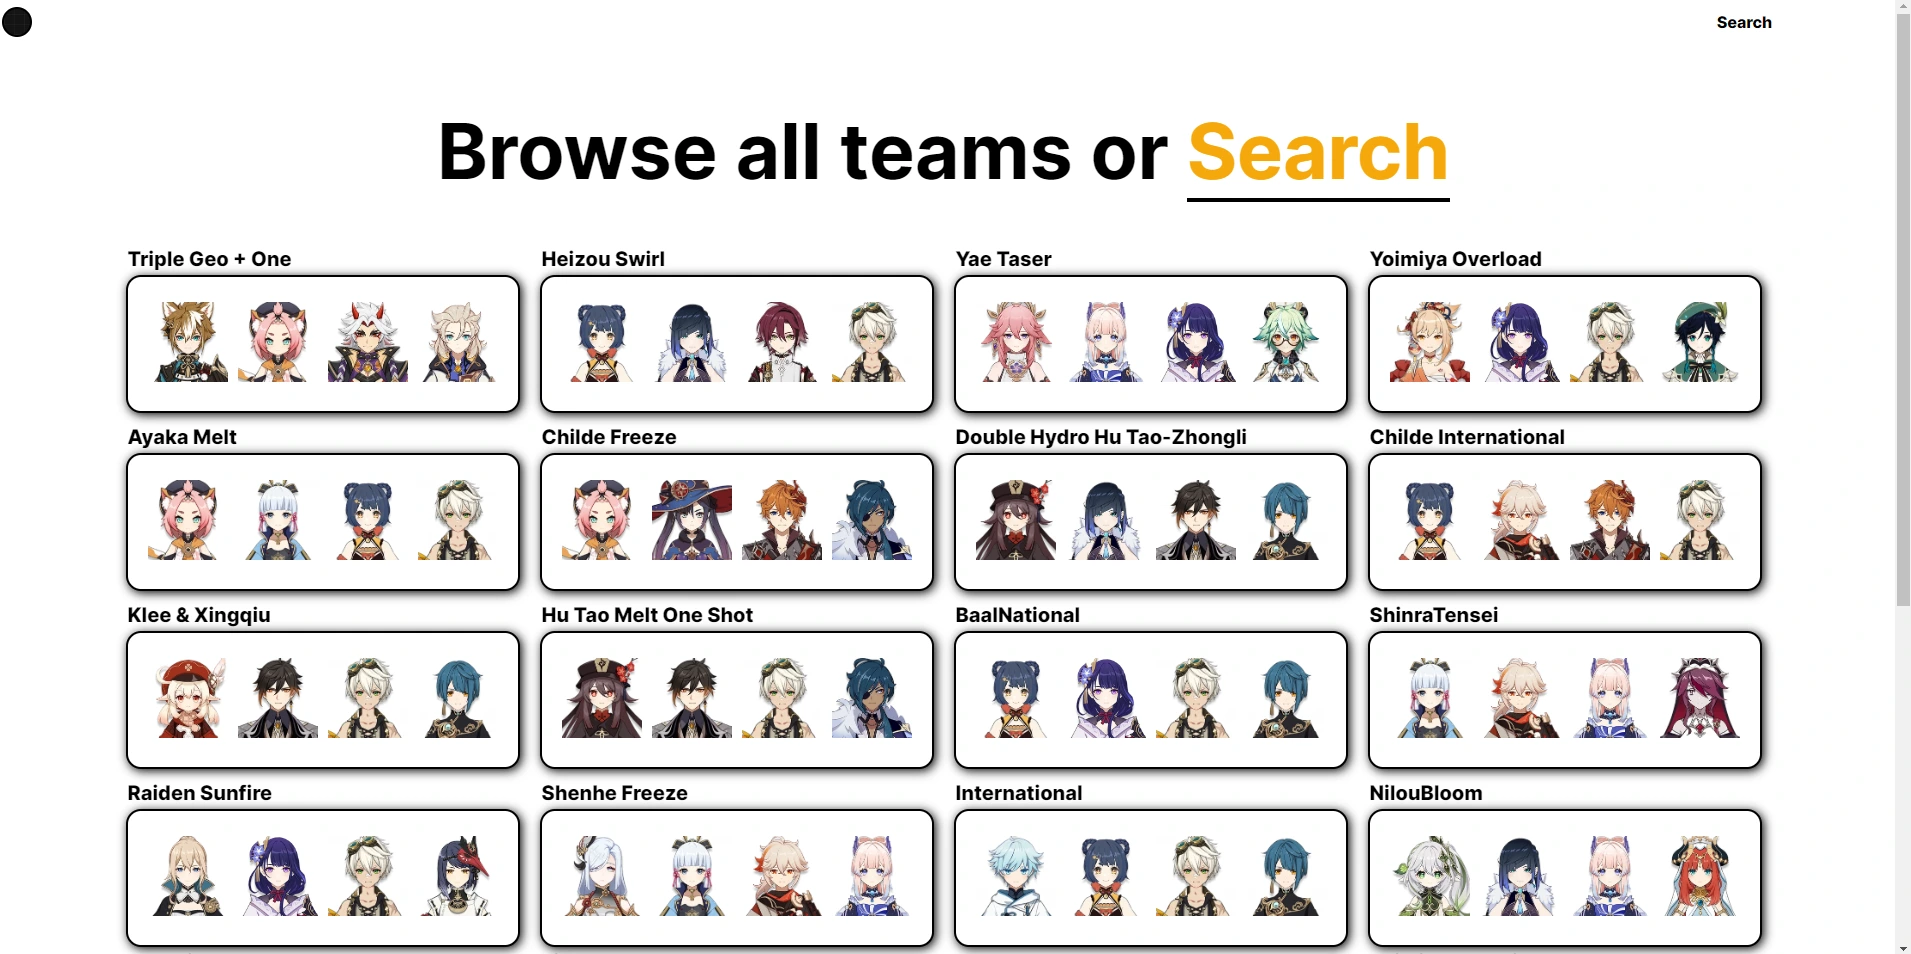 Search
Browse all teams or Search
Triple Geo + One
Heizou Swirl
Yae Taser
Yoimiya Overload
Ayaka Melt
Childe Freeze
Double Hydro Hu Tao-Zhongli
Childe International
Klee & Xingqiu
Hu Tao Melt One Shot
BaalNational
ShinraTensei
Raiden Sunfire
Shenhe Freeze
International
NilouBloom